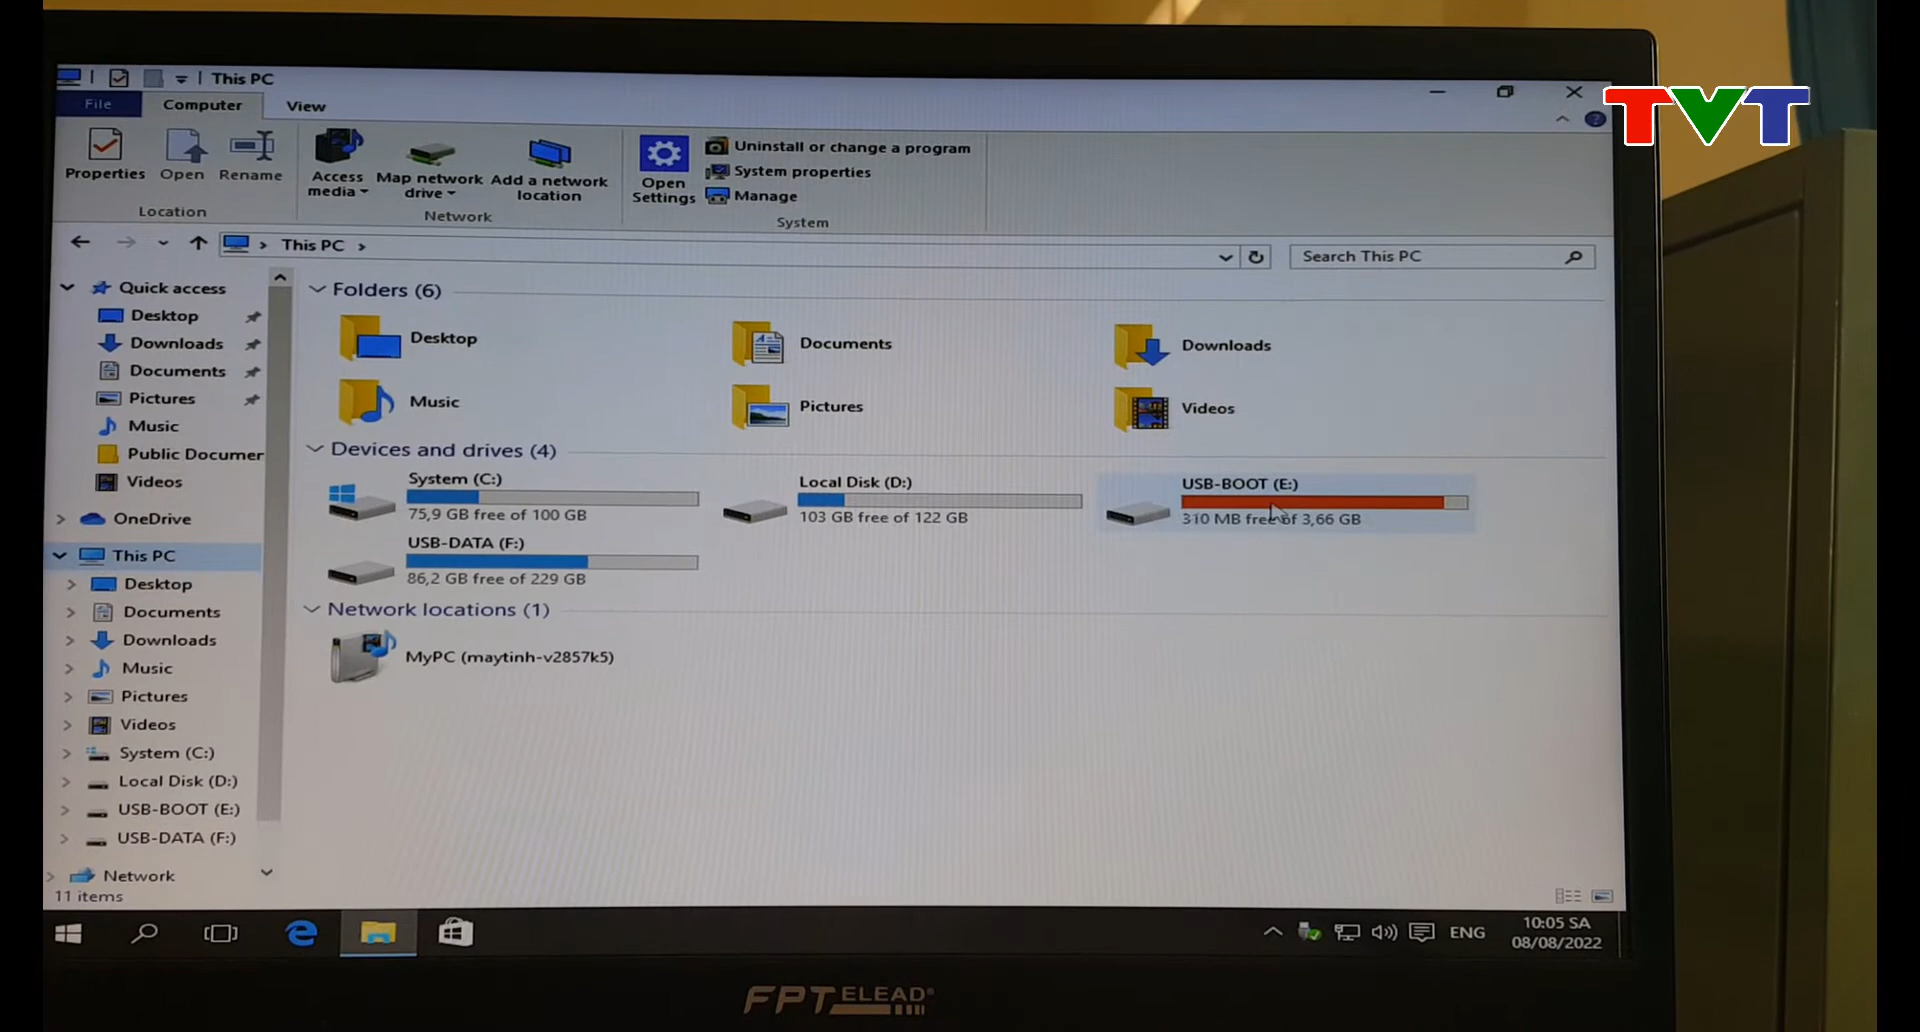 This PC
TVT
File
Computer
View
Properties
Open
Rename
Location
Access media
Map network drive
Add a network location
Network
Open Settings
Uninstall or change a program
System properties
Manage
System
This PC
Search This PC
Quick access
Desktop
Downloads
Documents
Pictures
Music
Public Documer
Videos
OneDrive
This PC
Desktop
Documents
Downloads
Music
Pictures
Videos
System (C:)
Local Disk (D:)
USB-BOOT (E:)
USB-DATA (F:)
Network
11 items
Folders (6)
Desktop
Documents
Downloads
Music
Pictures
Videos
Devices and drives (4)
System (C:)
75,9 GB free of 100 GB
Local Disk (D:)
103 GB free of 122 GB
USB-BOOT (E:)
310 MB free of 3,66 GB
USB-DATA (F:)
86,2 GB free of 229 GB
Network locations (1)
MyPC (maytinh-v2857k5)
ENG
10:05 SA
08/08/2022
FPT ELEAD®